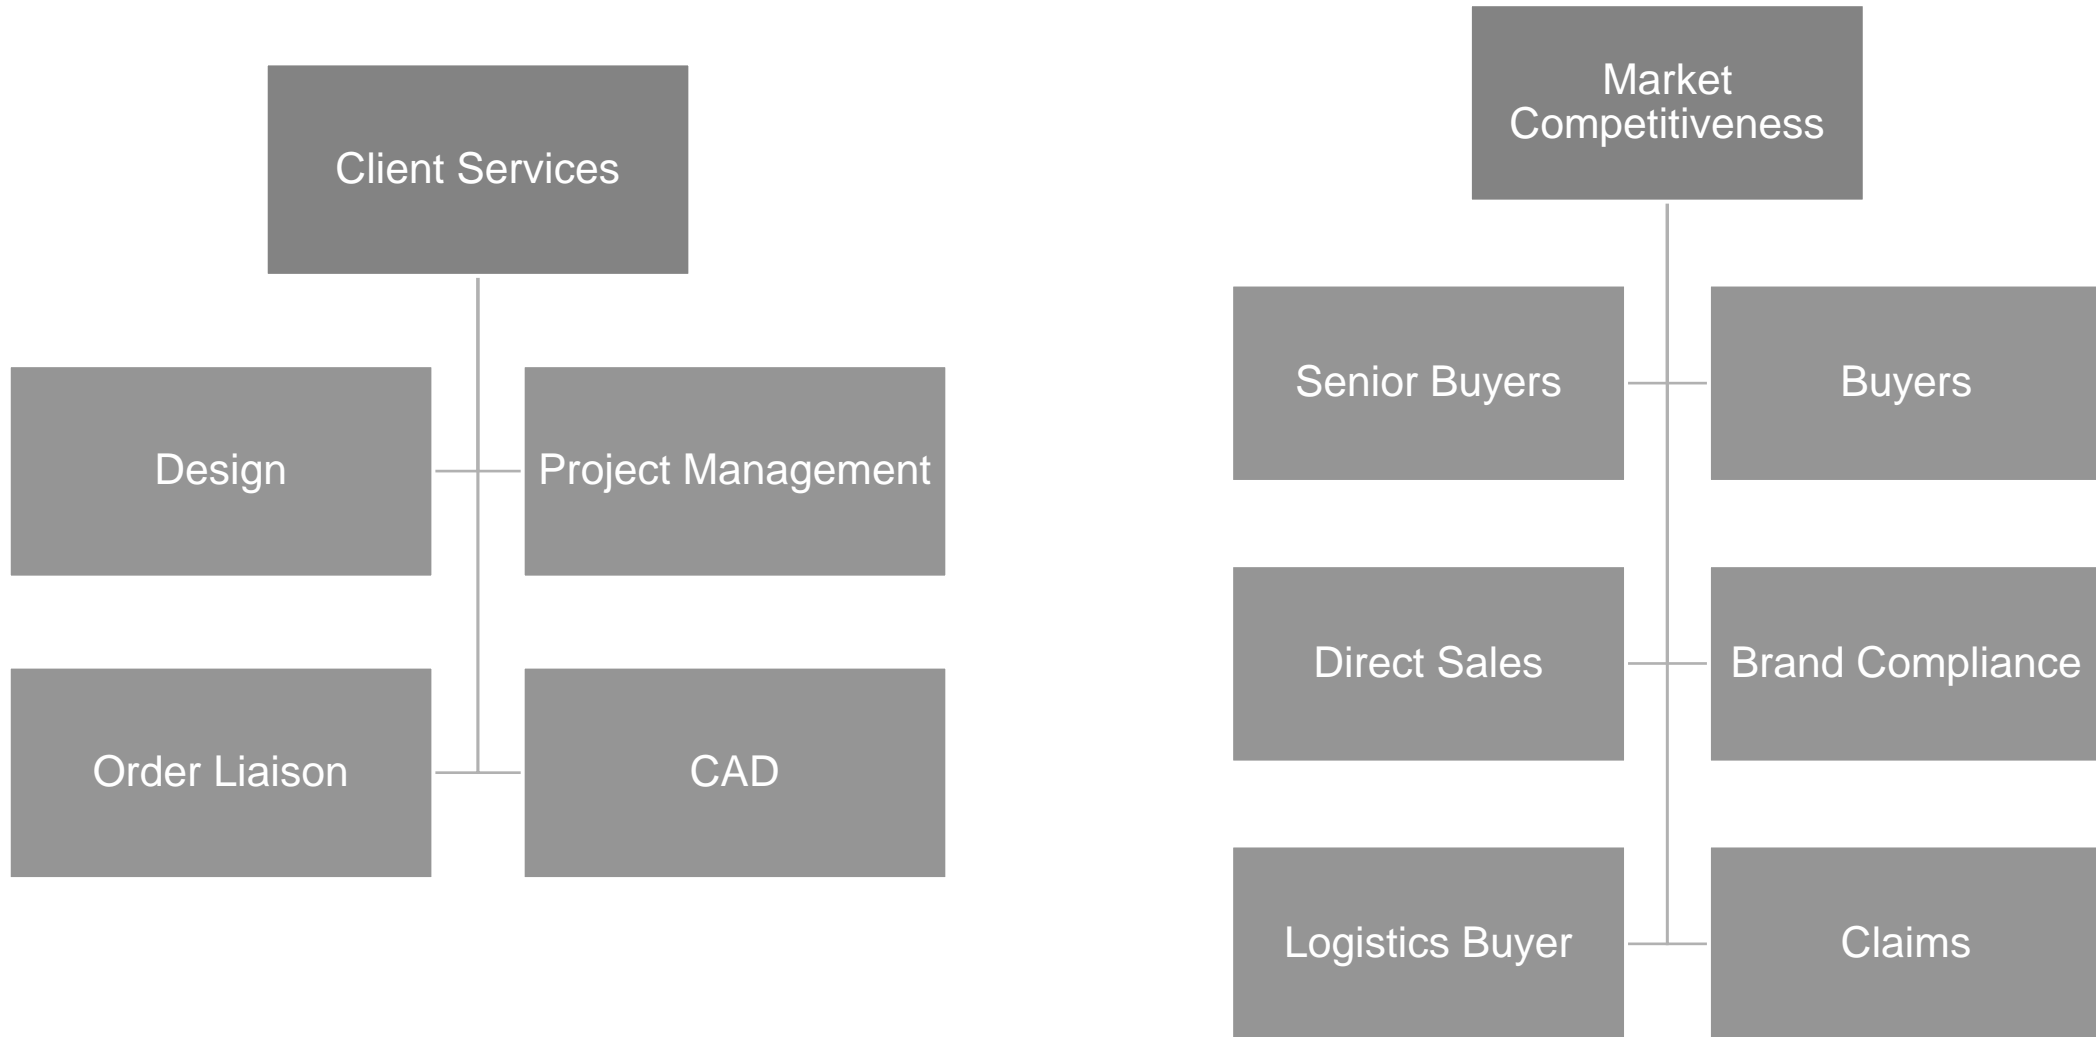 Client Services
Design
Project Management
Order Liaison
CAD
Market
Competitiveness
Senior Buyers
Buyers
Direct Sales
Brand Compliance
Logistics Buyer
Claims